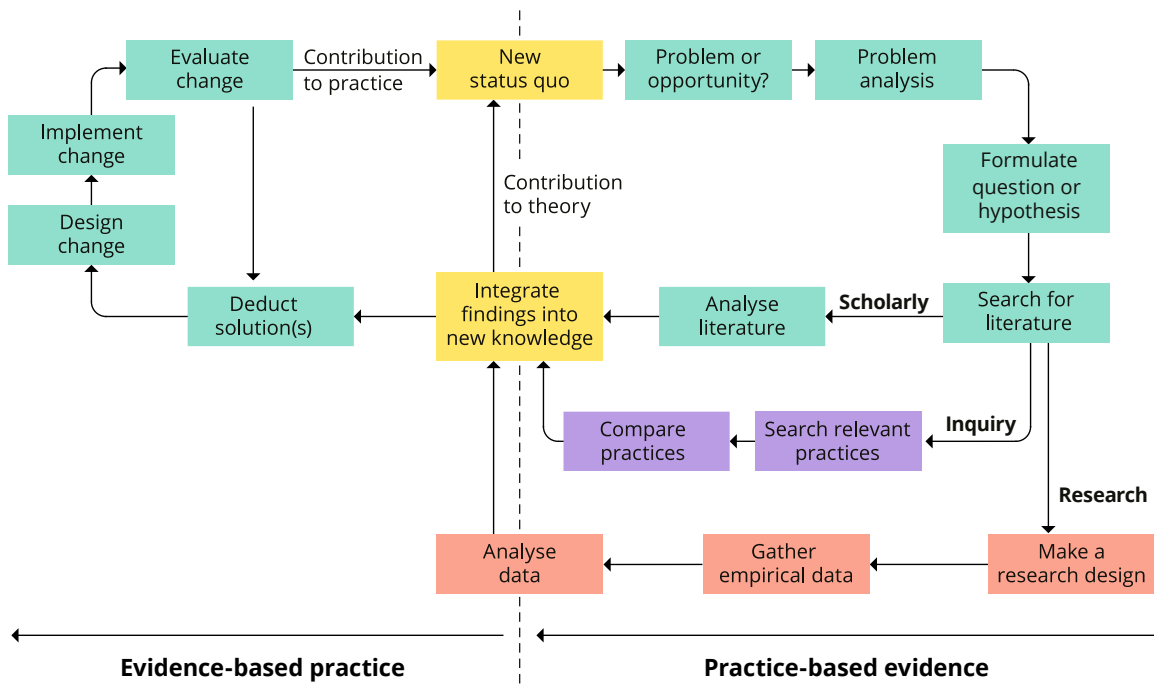 Evaluate
change
Contribution
to practice
New
status quo
Problem or
opportunity?
Problem
analysis
Implement
change
Formulate
question or
hypothesis
Contribution
to theory
Design
change
Deduct
solution(s)
Integrate
findings into
new knowledge
Analyse
literature
Scholarly
Search for
literature
Compare
practices
Search relevant
practices
Inquiry
Research
Analyse
data
Gather
empirical data
Make a
research design
Evidence-based practice
Practice-based evidence